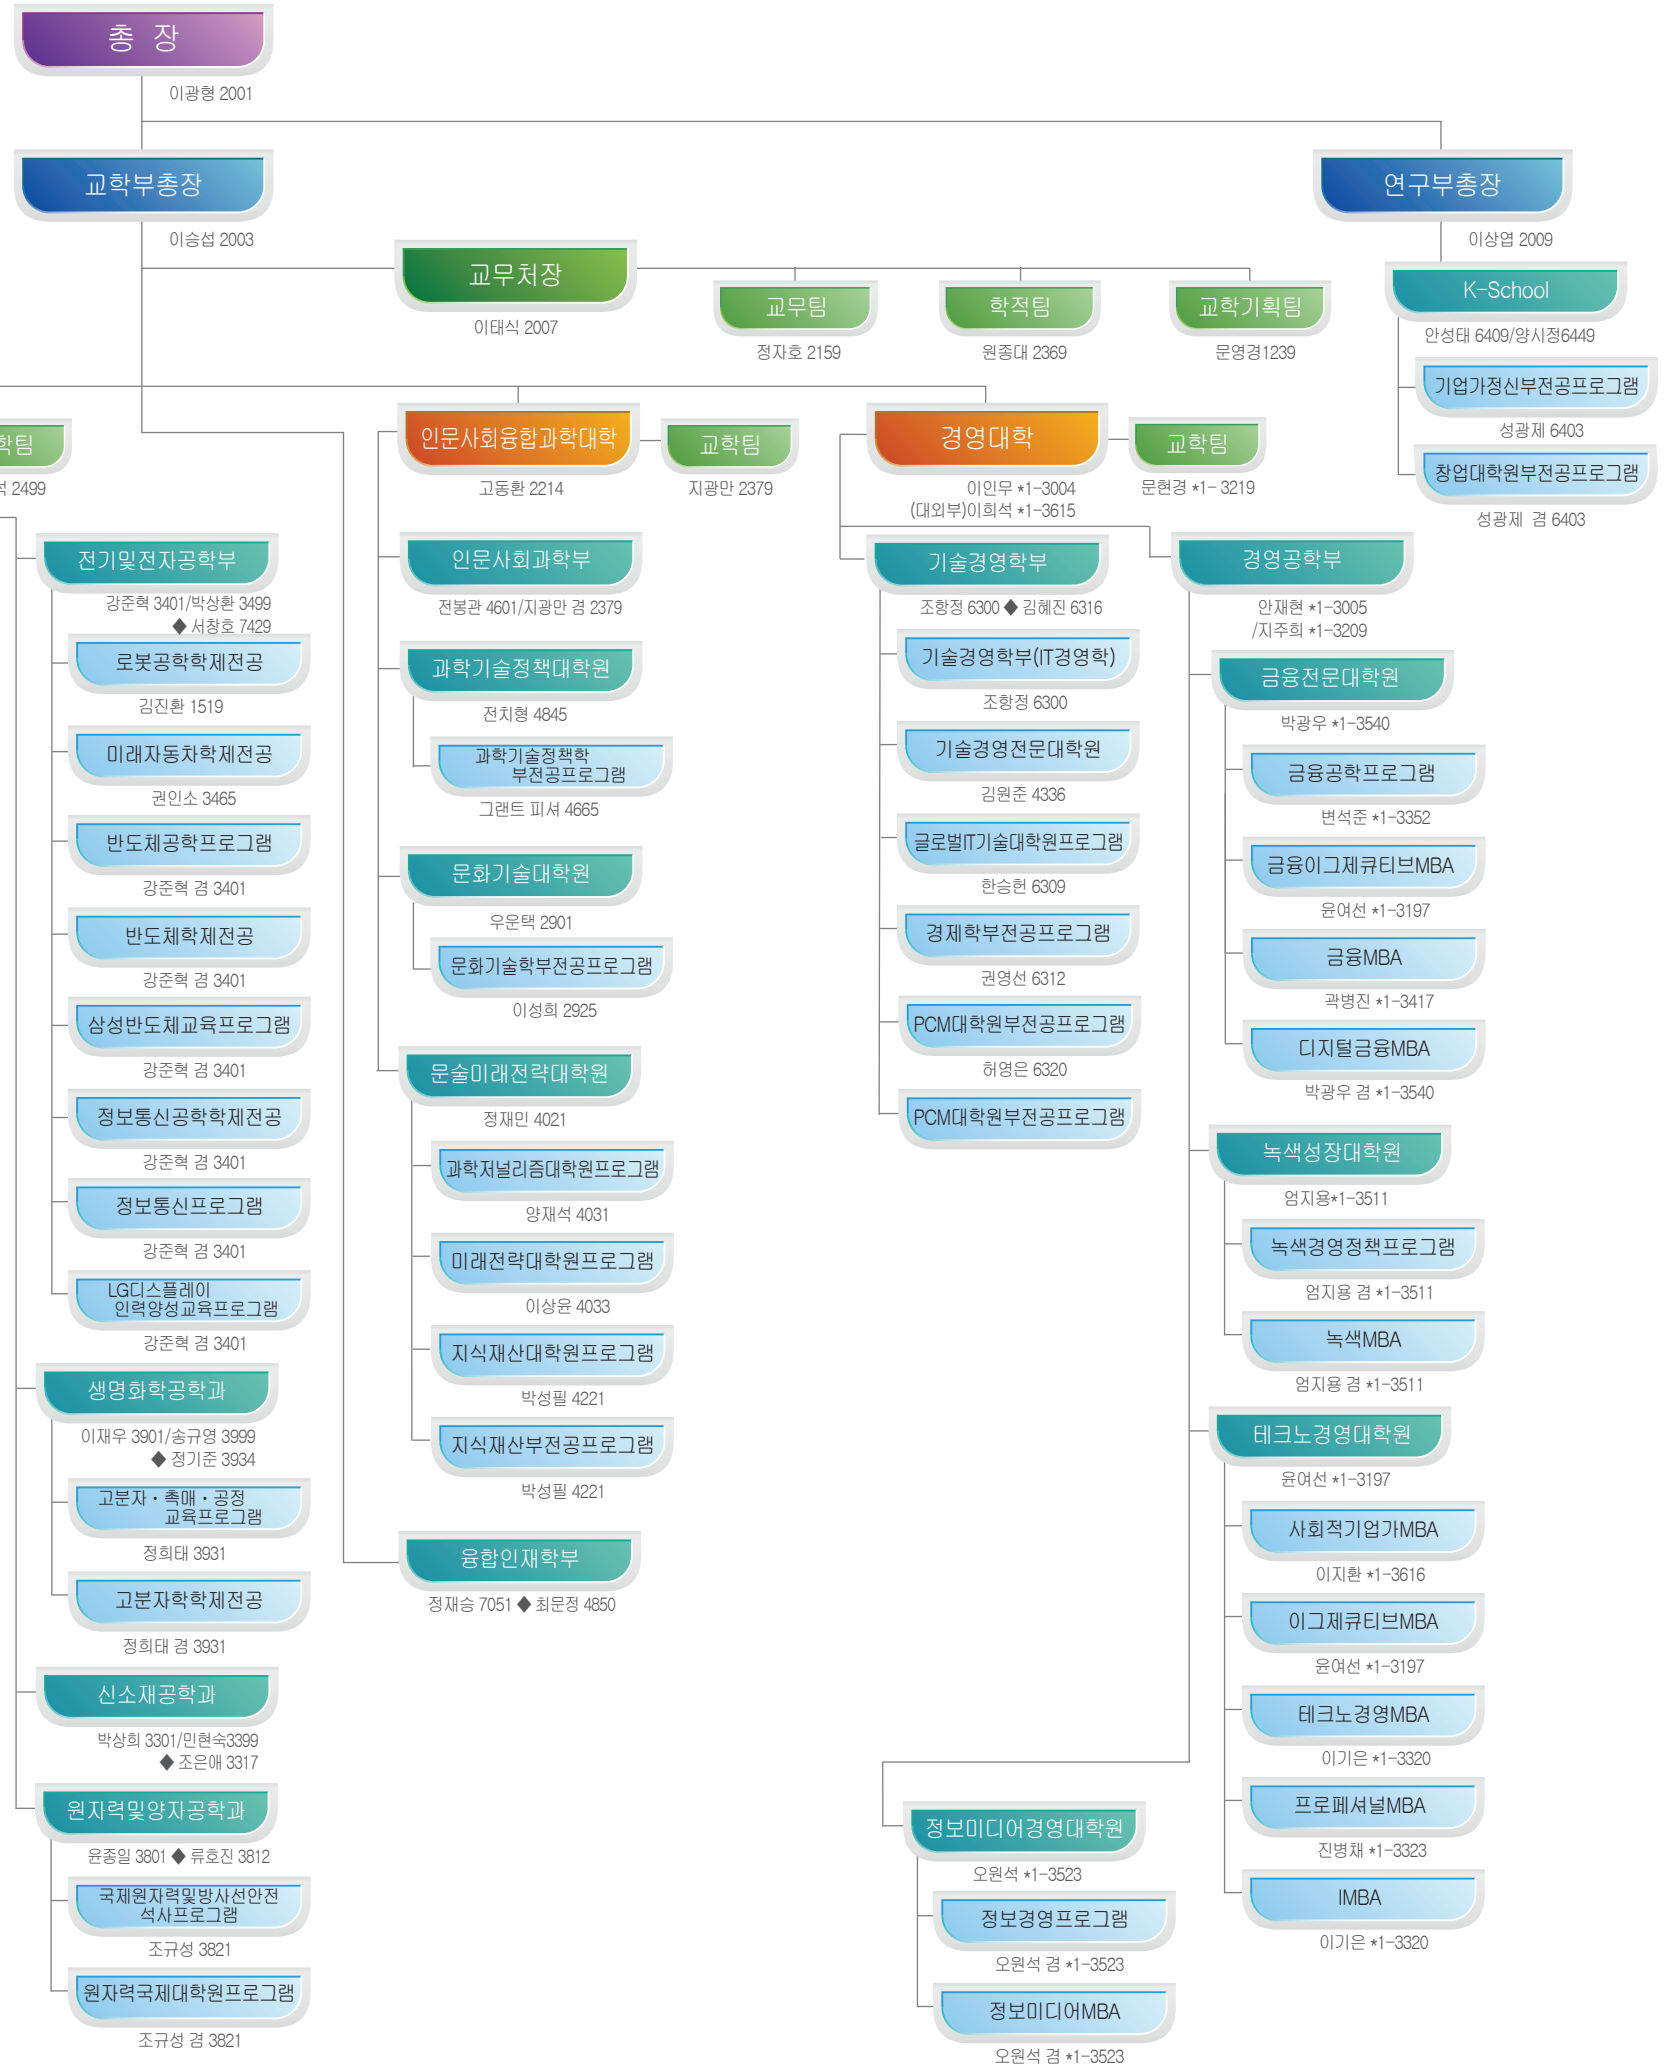 총 장
이광형 2001
교학부총장
이승섭 2003
연구부총장
이상엽 2009
교무처장
이태식 2007
교무팀
정자호 2159
학적팀
원종대 2369
교학기획팀
문영경1239
K-School
안성태 6409/양시정6449
기업가정신부전공프로그램
성광제 6403
창업대학원부전공프로그램
성광제 겸 6403
학팀
석 2499
전기및전자공학부
강준혁 3401/박상환 3499
◆ 서창호 7429
로봇공학학제전공
김진환 1519
미래자동차학제전공
권인소 3465
반도체공학프로그램
강준혁 겸 3401
반도체학제전공
강준혁 겸 3401
삼성반도체교육프로그램
강준혁 겸 3401
정보통신공학학제전공
강준혁 겸 3401
정보통신프로그램
강준혁 겸 3401
LG디스플레이
인력양성교육프로그램
강준혁 겸 3401
생명화학공학과
이재우 3901/송규영 3999
◆ 정기준 3934
고분자·촉매·공정
교육프로그램
정희태 3931
고분자학학제전공
정희태 겸 3931
신소재공학과
박상희 3301/민현숙3399
◆ 조은애 3317
원자력및양자공학과
윤종일 3801 ◆ 류호진 3812
국제원자력및방사선안전
석사프로그램
조규성 3821
원자력국제대학원프로그램
조규성 겸 3821
인문사회융합과학대학
고동환 2214
교학팀
지광만 2379
인문사회과학부
전봉관 4601/지광만 겸 2379
과학기술정책대학원
전치형 4845
과학기술정책학
부전공프로그램
그랜트 피셔 4665
문화기술대학원
우운택 2901
문화기술학부전공프로그램
이성희 2925
문술미래전략대학원
정재민 4021
과학저널리즘대학원프로그램
양재석 4031
미래전략대학원프로그램
이상윤 4033
지식재산대학원프로그램
박성필 4221
지식재산부전공프로그램
박성필 4221
융합인재학부
정재승 7051 ◆ 최문정 4850
경영대학
이인무 *1-3004
(대외부)이희석 *1-3615
교학팀
문현경 *1- 3219
기술경영학부
조항정 6300 ◆ 김혜진 6316
기술경영학부(IT경영학)
조항정 6300
기술경영전문대학원
김원준 4336
글로벌IT기술대학원프로그램
한승헌 6309
경제학부전공프로그램
권영선 6312
PCM대학원부전공프로그램
허영은 6320
PCM대학원부전공프로그램
경영공학부
안재현 *1-3005
/지주희 *1-3209
금융전문대학원
박광우 *1-3540
금융공학프로그램
변석준 *1-3352
금융이그제큐티브MBA
윤여선 *1-3197
금융MBA
곽병진 *1-3417
디지털금융MBA
박광우 겸 *1-3540
녹색성장대학원
엄지용*1-3511
녹색경영정책프로그램
엄지용 겸 *1-3511
녹색MBA
엄지용 겸 *1-3511
테크노경영대학원
윤여선 *1-3197
사회적기업가MBA
이지환 *1-3616
이그제큐티브MBA
윤여선 *1-3197
테크노경영MBA
이기은 *1-3320
프로페셔널MBA
진병채 *1-3323
IMBA
이기은 *1-3320
정보미디어경영대학원
오원석 *1-3523
정보경영프로그램
오원석 겸 *1-3523
정보미디어MBA
오원석 겸 *1-3523